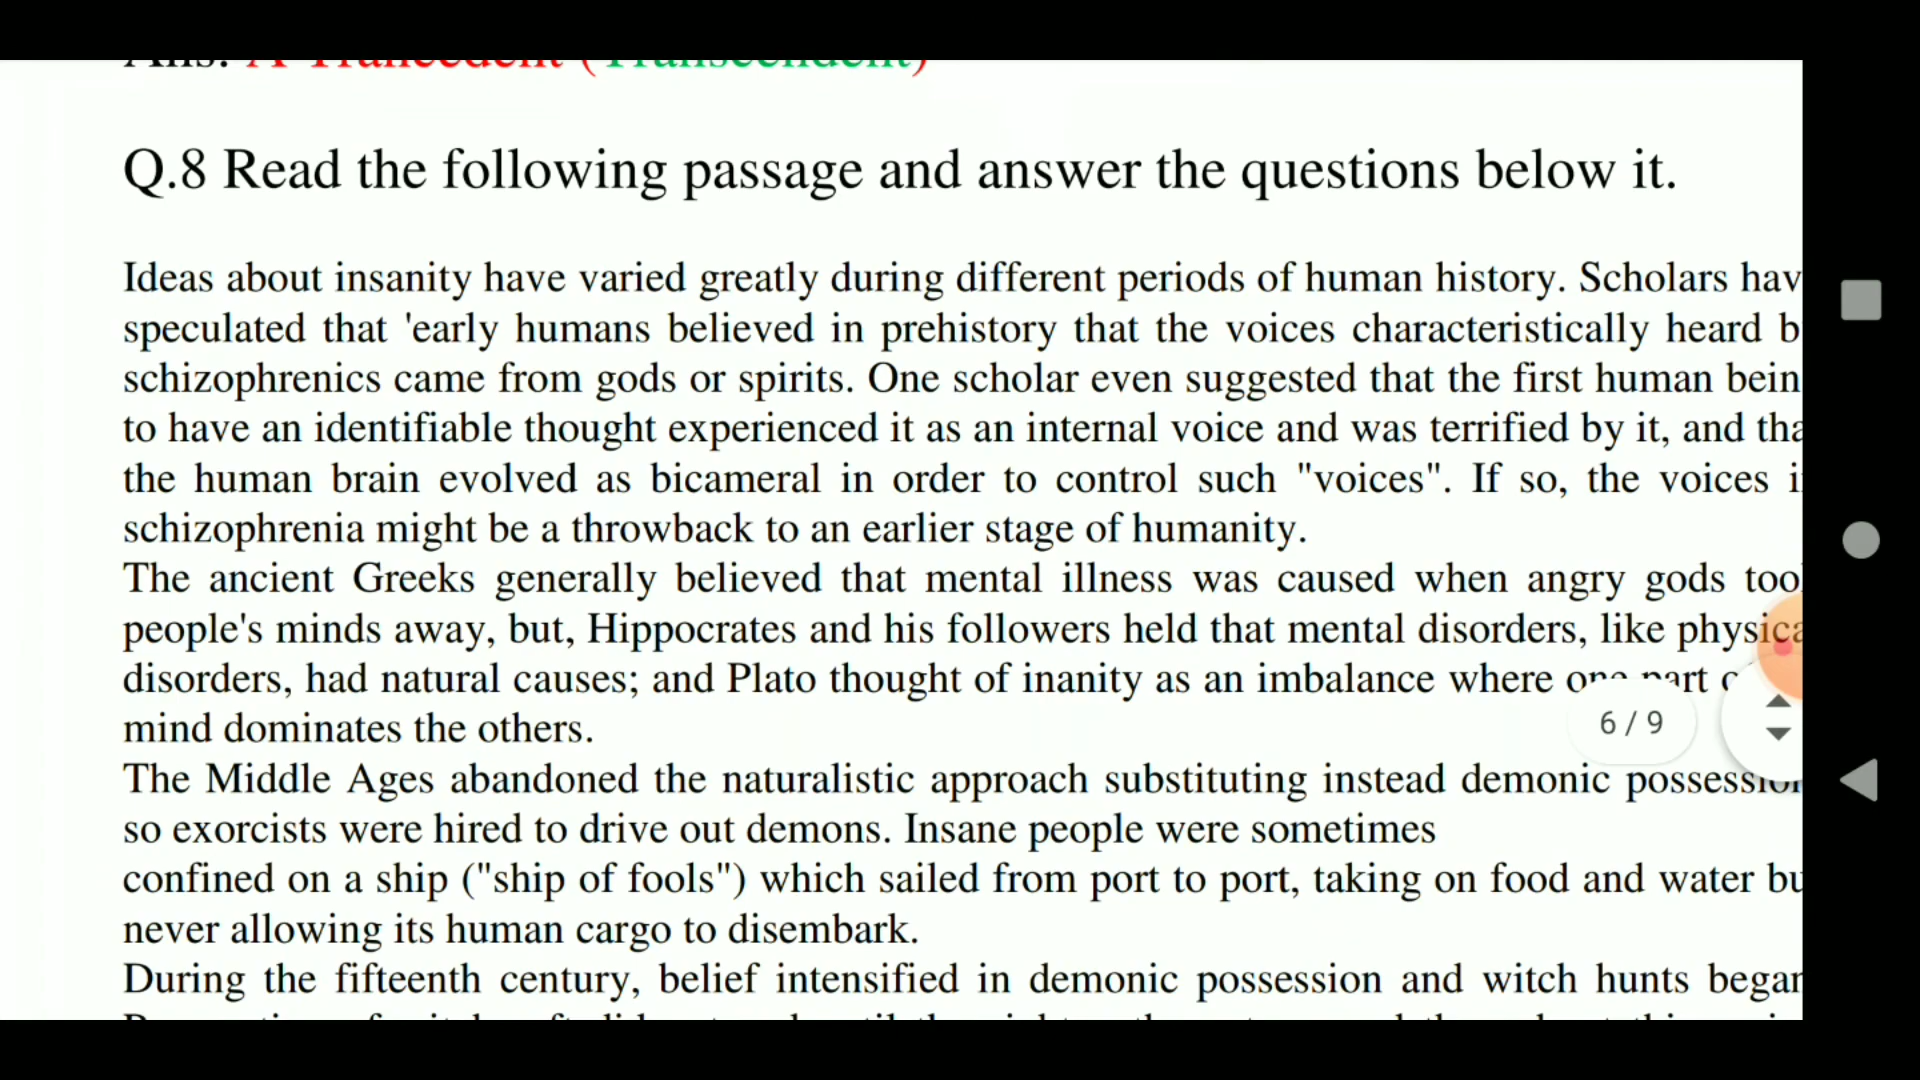 Ans. A Trancedent (Transcendent)
Q.8 Read the following passage and answer the questions below it.
Ideas about insanity have varied greatly during different periods of human history. Scholars hav
speculated that 'early humans believed in prehistory that the voices characteristically heard b
schizophrenics came from gods or spirits. One scholar even suggested that the first human bein
to have an identifiable thought experienced it as an internal voice and was terrified by it, and tha
the human brain evolved as bicameral in order to control such "voices". If so, the voices i
schizophrenia might be a throwback to an earlier stage of humanity.
The ancient Greeks generally believed that mental illness was caused when angry gods too
people's minds away, but, Hippocrates and his followers held that mental disorders, like physica
disorders, had natural causes; and Plato thought of inanity as an imbalance where one part
mind dominates the others.
6 / 9
The Middle Ages abandoned the naturalistic approach substituting instead demonic possession
so exorcists were hired to drive out demons. Insane people were sometimes
confined on a ship ("ship of fools") which sailed from port to port, taking on food and water bu
never allowing its human cargo to disembark.
During the fifteenth century, belief intensified in demonic possession and witch hunts began